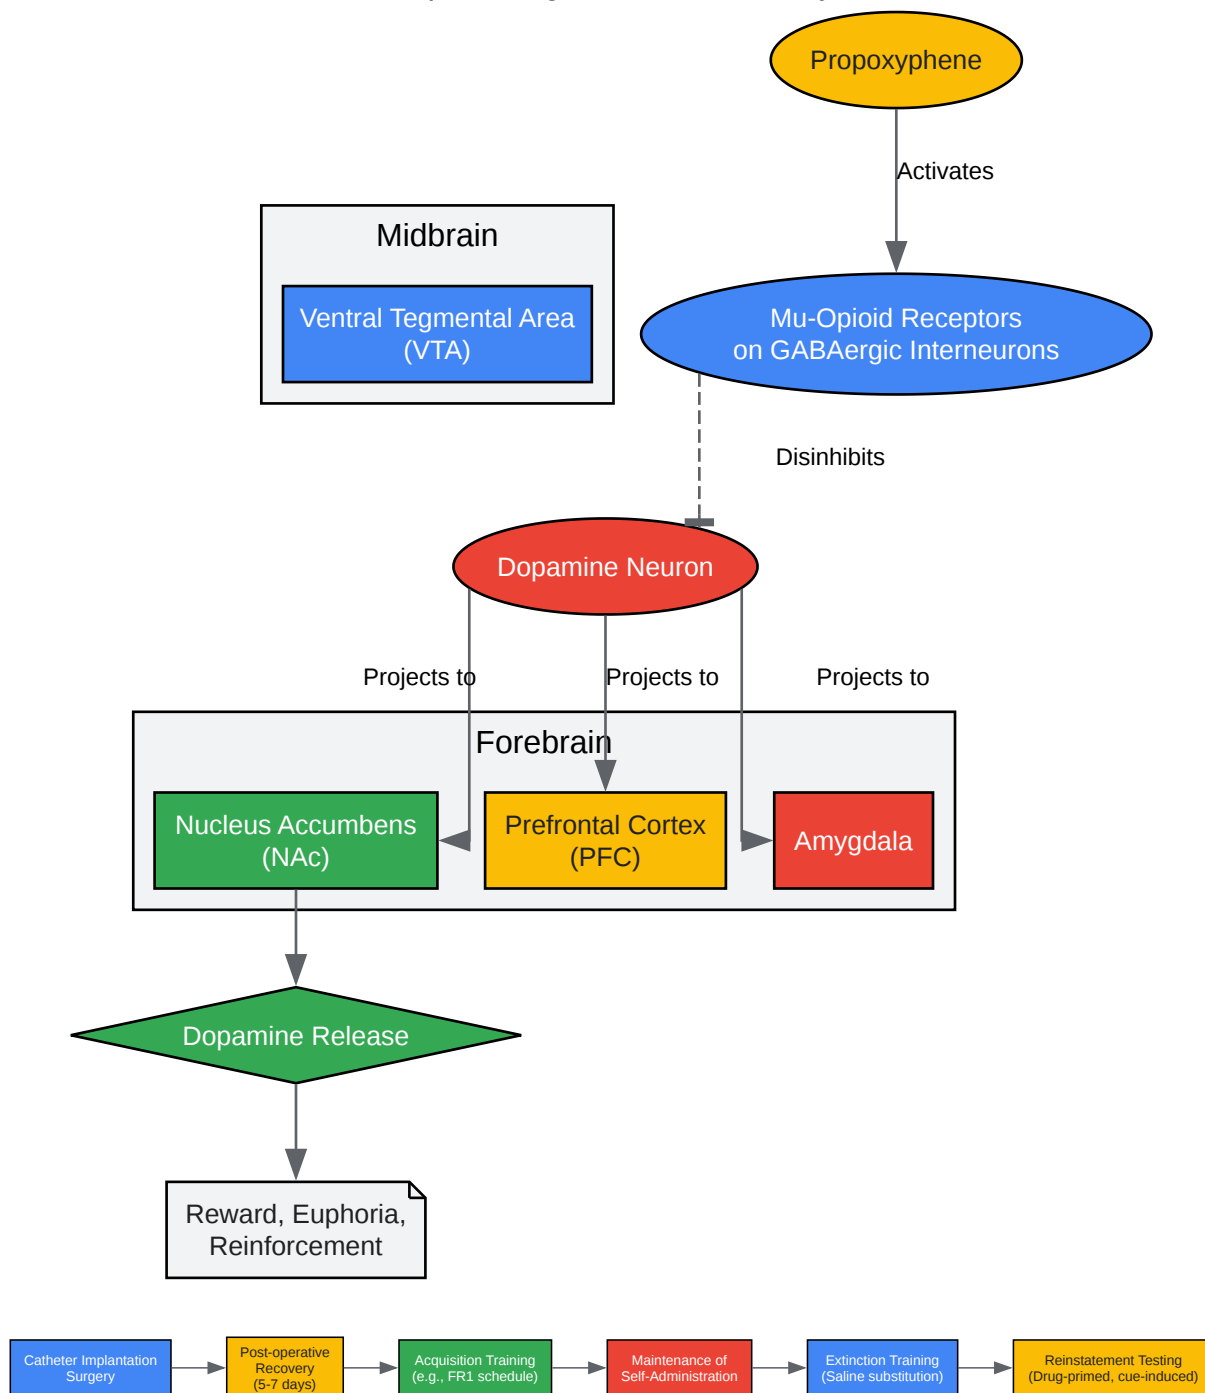 Propoxyphene
Activates
Midbrain
Ventral Tegmental Area
(VTA)
Mu-Opioid Receptors
on GABAergic Interneurons
Disinhibits
Dopamine Neuron
Projects to
Projects to
Projects to
Forebrain
Nucleus Accumbens
(NAc)
Prefrontal Cortex
(PFC)
Amygdala
Dopamine Release
Reward, Euphoria,
Reinforcement
Catheter Implantation
Surgery
Post-operative
Recovery
(5-7 days)
Acquisition Training
(e.g., FR1 schedule)
Maintenance of
Self-Administration
Extinction Training
(Saline substitution)
Reinstatement Testing
(Drug-primed, cue-induced)